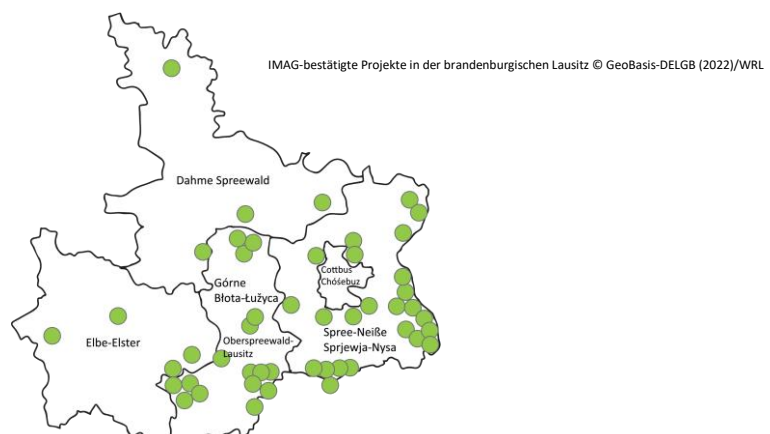 IMAG-bestätigte Projekte in der brandenburgischen Lausitz © GeoBasis-DELGB (2022)/WRL
Dahme Spreewald
Cottbus
Chóśebuz
Górne
Błota-Łužyca
Elbe-Elster
Oberspreewald-
Lausitz
Spree-Neiße
Sprjewja-Nysa